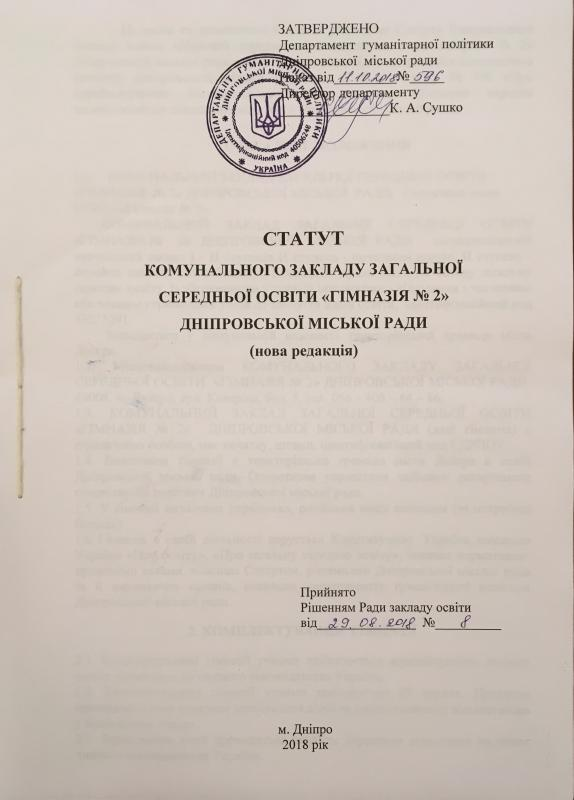 ЗАТВЕРДЖЕНО
Департамент гуманітарної політики
Дніпровської міської ради
Наказ від 11.10.2018 № 596
Директор департаменту
К. А. Сушко
ДЕПАРТАМЕНТ ГУМАНІТАРНОЇ ПОЛІТИКИ
ДНІПРОВСЬКОЇ МІСЬКОЇ РАДИ
Ідентифікаційний код 40506248
УКРАЇНА
СТАТУТ
КОМУНАЛЬНОГО ЗАКЛАДУ ЗАГАЛЬНОЇ
СЕРЕДНЬОЇ ОСВІТИ «ГІМНАЗІЯ № 2»
ДНІПРОВСЬКОЇ МІСЬКОЇ РАДИ
(нова редакція)
Прийнято
Рішенням Ради закладу освіти
від 29.08.2018 № 8
м. Дніпро
2018 рік